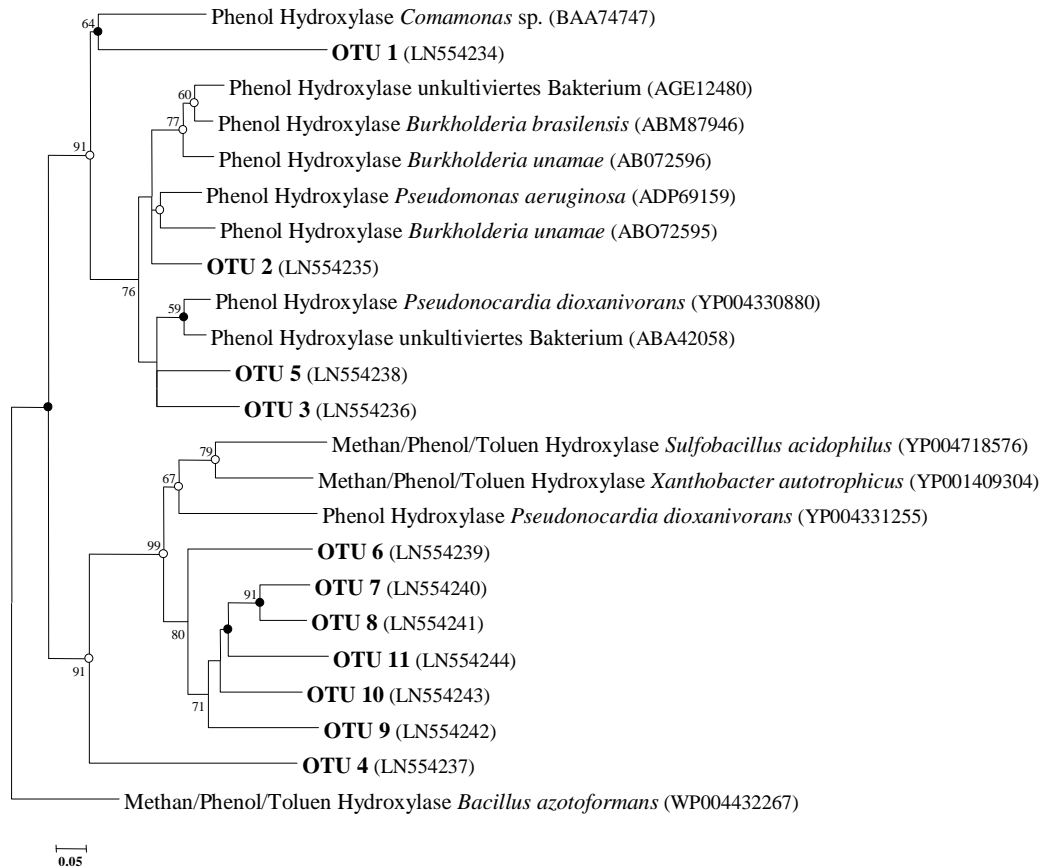 64
Phenol Hydroxylase Comamonas sp. (BAA74747)
OTU 1 (LN554234)
60
Phenol Hydroxylase unkultiviertes Bakterium (AGE12480)
77
Phenol Hydroxylase Burkholderia brasilensis (ABM87946)
91
Phenol Hydroxylase Burkholderia unamae (AB072596)
Phenol Hydroxylase Pseudomonas aeruginosa (ADP69159)
Phenol Hydroxylase Burkholderia unamae (ABO72595)
OTU 2 (LN554235)
76
59
Phenol Hydroxylase Pseudonocardia dioxanivorans (YP004330880)
Phenol Hydroxylase unkultiviertes Bakterium (ABA42058)
OTU 5 (LN554238)
OTU 3 (LN554236)
79
Methan/Phenol/Toluen Hydroxylase Sulfobacillus acidophilus (YP004718576)
67
Methan/Phenol/Toluen Hydroxylase Xanthobacter autotrophicus (YP001409304)
Phenol Hydroxylase Pseudonocardia dioxanivorans (YP004331255)
99
OTU 6 (LN554239)
91
OTU 7 (LN554240)
OTU 8 (LN554241)
80
OTU 11 (LN554244)
91
OTU 10 (LN554243)
71
OTU 9 (LN554242)
OTU 4 (LN554237)
Methan/Phenol/Toluen Hydroxylase Bacillus azotoformans (WP004432267)
0.05